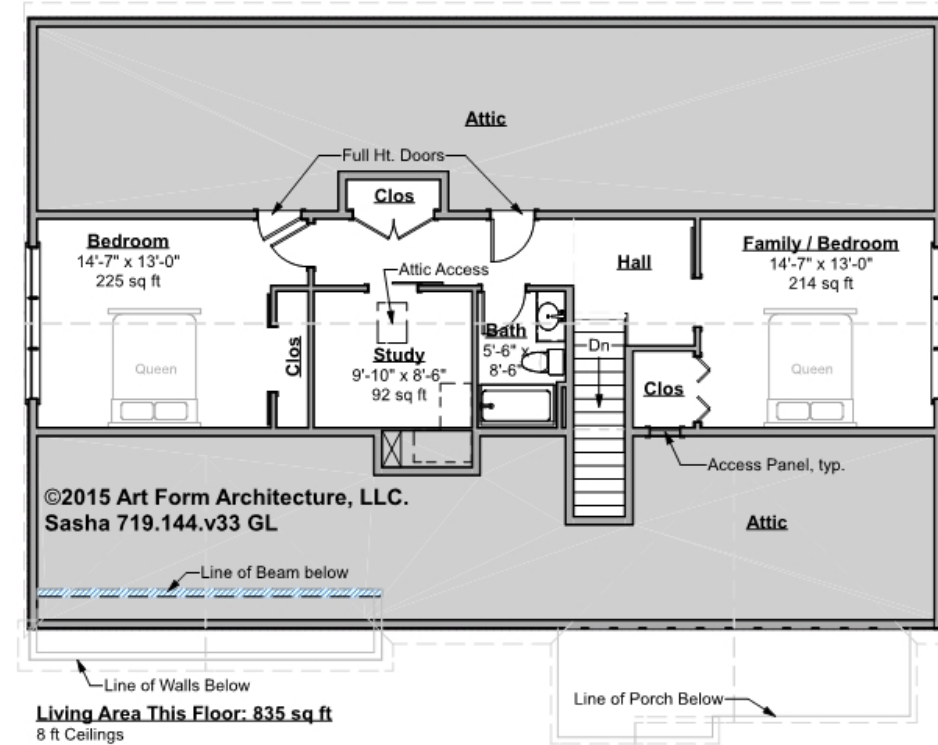 Attic
Full Ht. Doors
Clos
Bedroom
14'-7" x 13'-0"
225 sq ft
Hall
Family / Bedroom
14'-7" x 13'-0"
214 sq ft
Attic Access
Queen
Clos
Study
9'-10" x 8'-6"
92 sq ft
Bath
5'-6" x
8'-6"
Dn
Clos
Queen
Access Panel, typ.
©2015 Art Form Architecture, LLC.
Sasha 719.144.v33 GL
Attic
Line of Beam below
Line of Walls Below
Line of Porch Below
Living Area This Floor: 835 sq ft
8 ft Ceilings